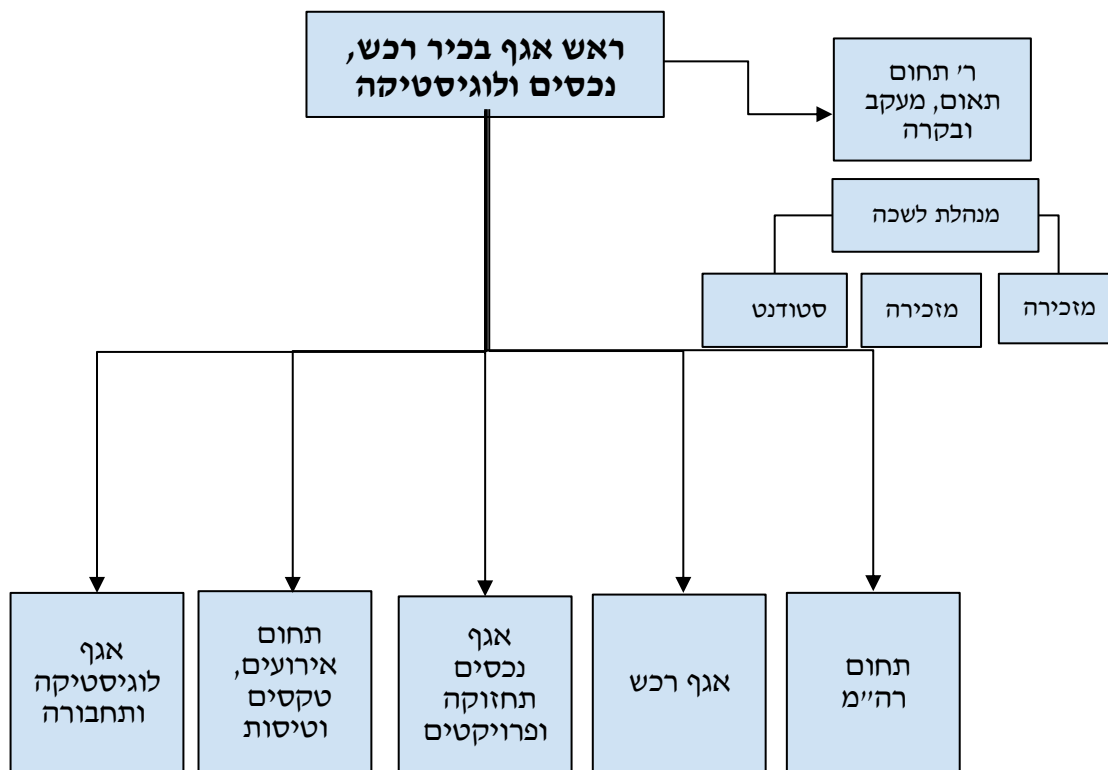 ראש אגף בכיר רכש,
נכסים ולוגיסטיקה
ר' תחום
תאום, מעקב
ובקרה
מנהלת לשכה
מזכירה
מזכירה
סטודנט
תחום
רה"מ
אגף רכש
אגף
נכסים
תחזוקה
ופרויקטים
תחום
אירועים,
טקסים
וטיסות
אגף
לוגיסטיקה
ותחבורה